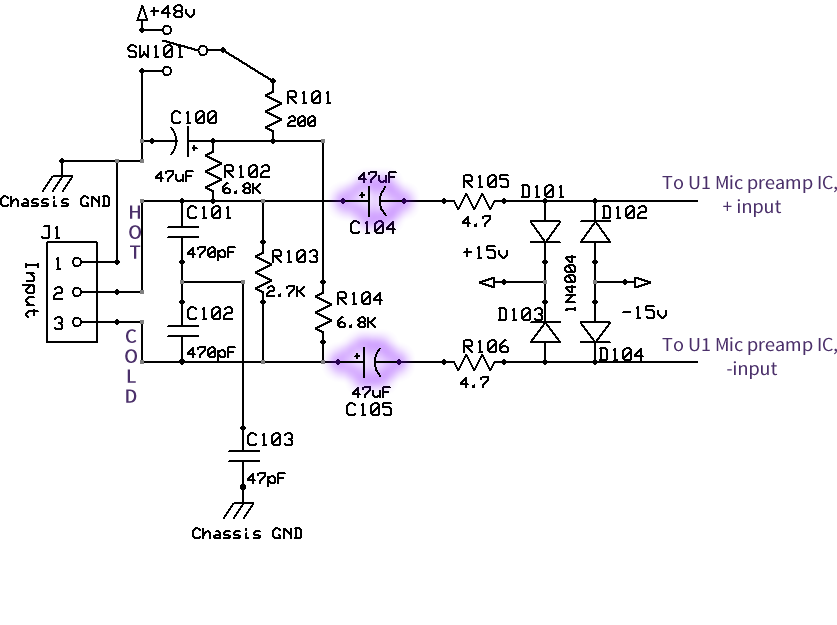 +48v
SW101
R101
200
C100
+
47uF
R102
6.8K
Chassis GND
47uF
+
C104
R105
4.7
D101
D102
To U1 Mic preamp IC,
+ input
H
O
T
C101
470pF
J1
Input
1
2
3
R103
2.7K
+15v
1N4004
-15v
C102
470pF
R104
6.8K
D103
D104
C
O
L
D
+
47uF
C105
R106
4.7
To U1 Mic preamp IC,
-input
C103
47pF
Chassis GND